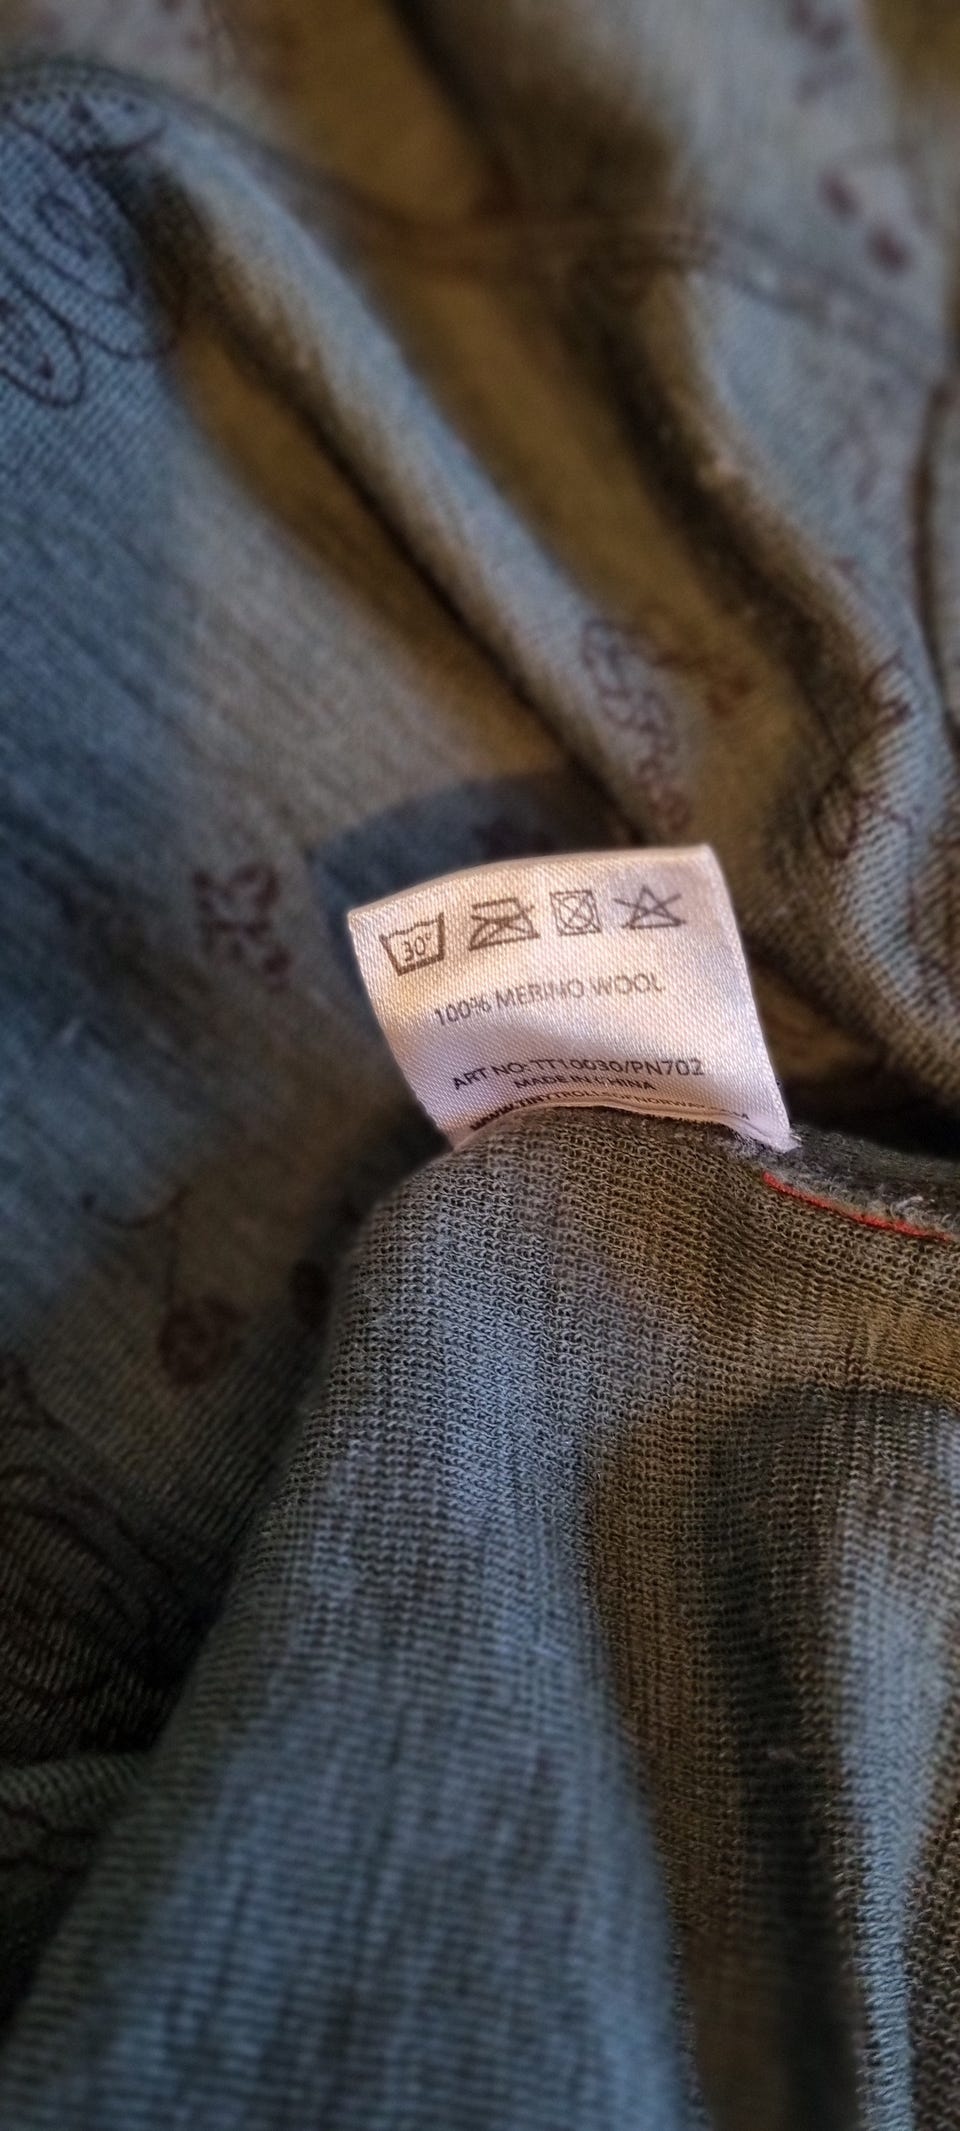 30°
100% MERINO WOOL
ART NO: TT10030/PN702
MADE IN CHINA